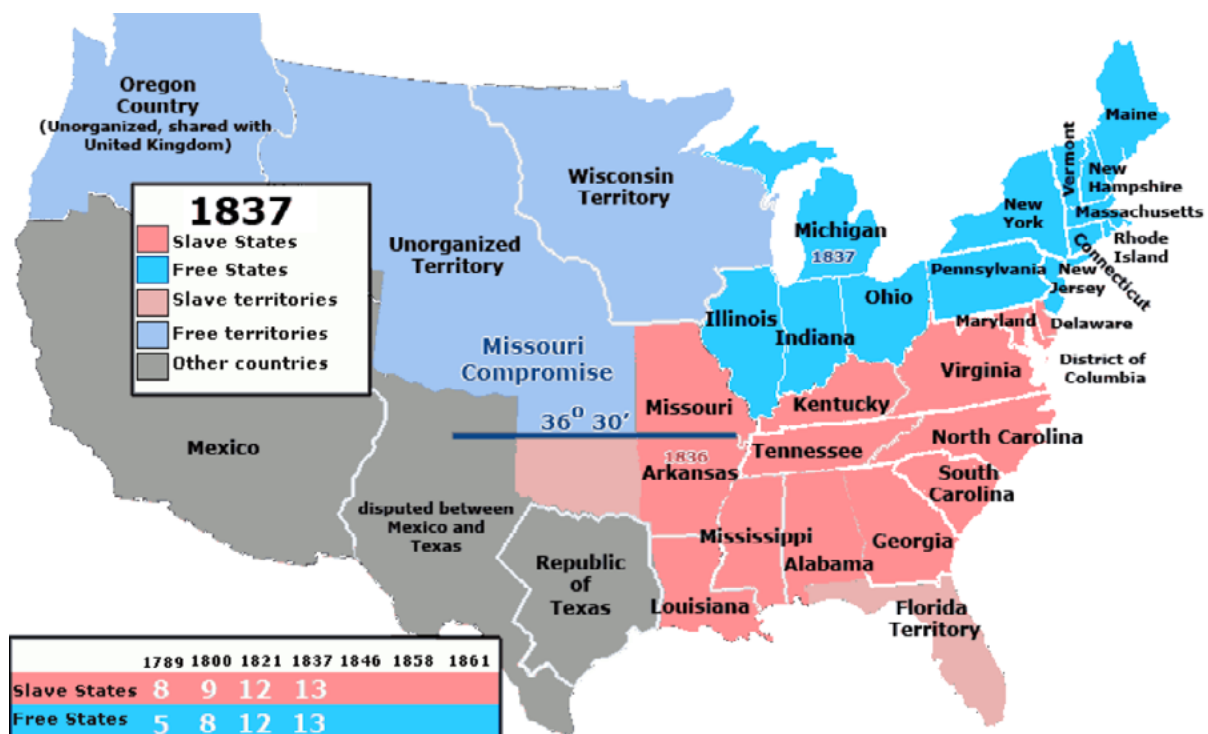 Oregon
Country
(Unorganized, shared with
United Kingdom)
1837
Slave States
Free States
Slave territories
Free territories
Other countries
Wisconsin
Territory
Unorganized
Territory
Missouri
Compromise
36⁰ 30′
Mexico
disputed between
Mexico and
Texas
Republic
of
Texas
Michigan
1837
Illinois
Indiana
Ohio
Pennsylvania
New
York
Vermont
Maine
New
Hampshire
Massachusetts
Rhode
Island
Connecticut
New
Jersey
Maryland
Delaware
District of
Columbia
Virginia
Missouri
Kentucky
1836
Arkansas
Tennessee
North Carolina
South
Carolina
Mississippi
Alabama
Georgia
Louisiana
Florida
Territory
1789 1800 1821 1837 1846 1858 1861
Slave States 8 9 12 13
Free States 5 8 12 13